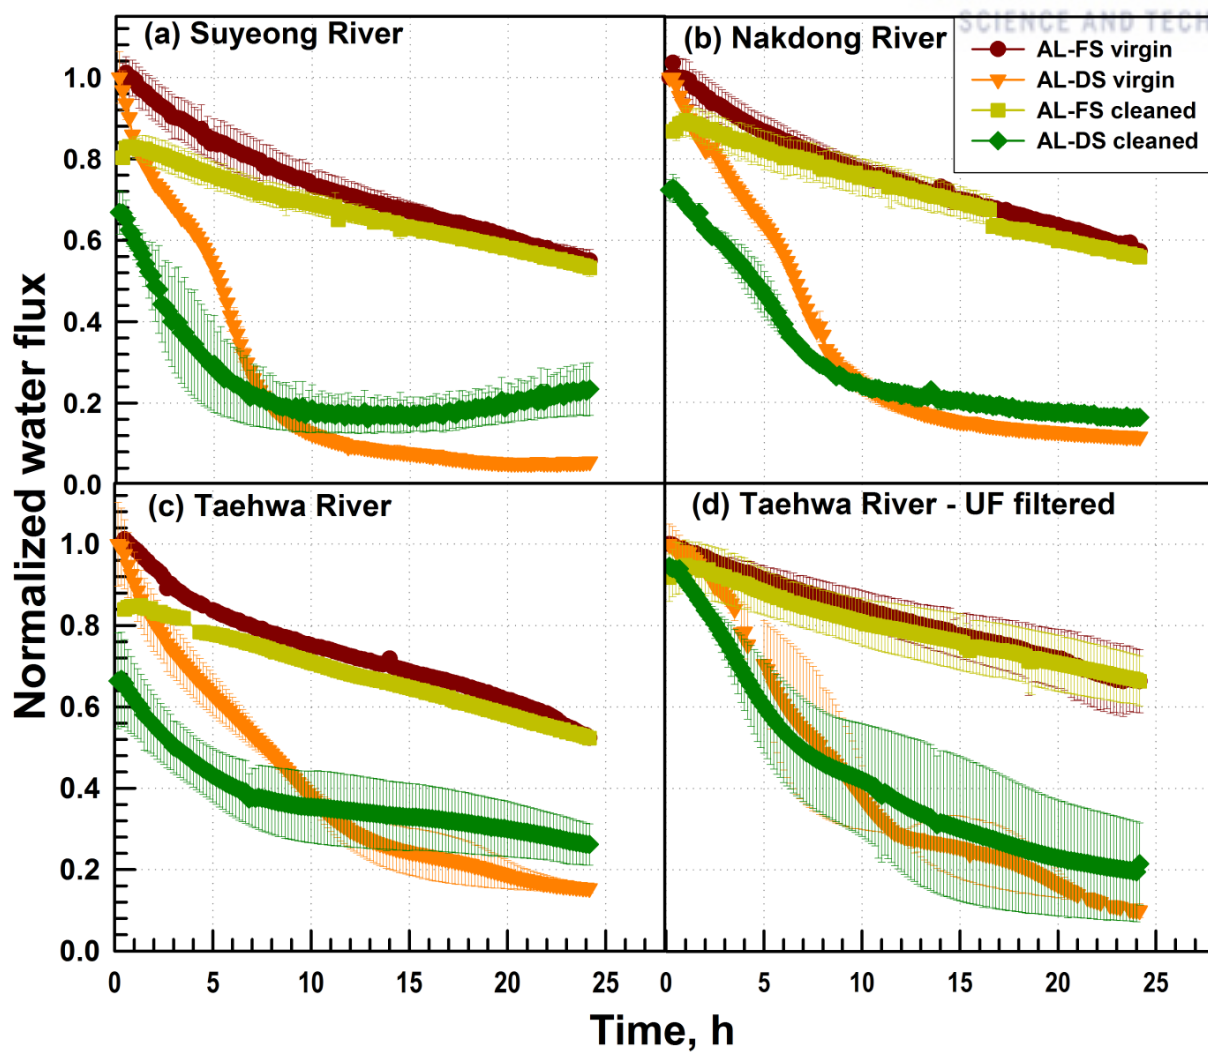 SCIENCE AND TECH
(a) Suyeong River
(b) Nakdong River
AL-FS virgin
AL-DS virgin
AL-FS cleaned
AL-DS cleaned
1.0
0.8
0.6
0.4
0.2
0.0
(c) Taehwa River
(d) Taehwa River - UF filtered
1.0
0.8
0.6
0.4
0.2
0.0
0 5 10 15 20 25
0 5 10 15 20 25
Normalized water flux
Time, h